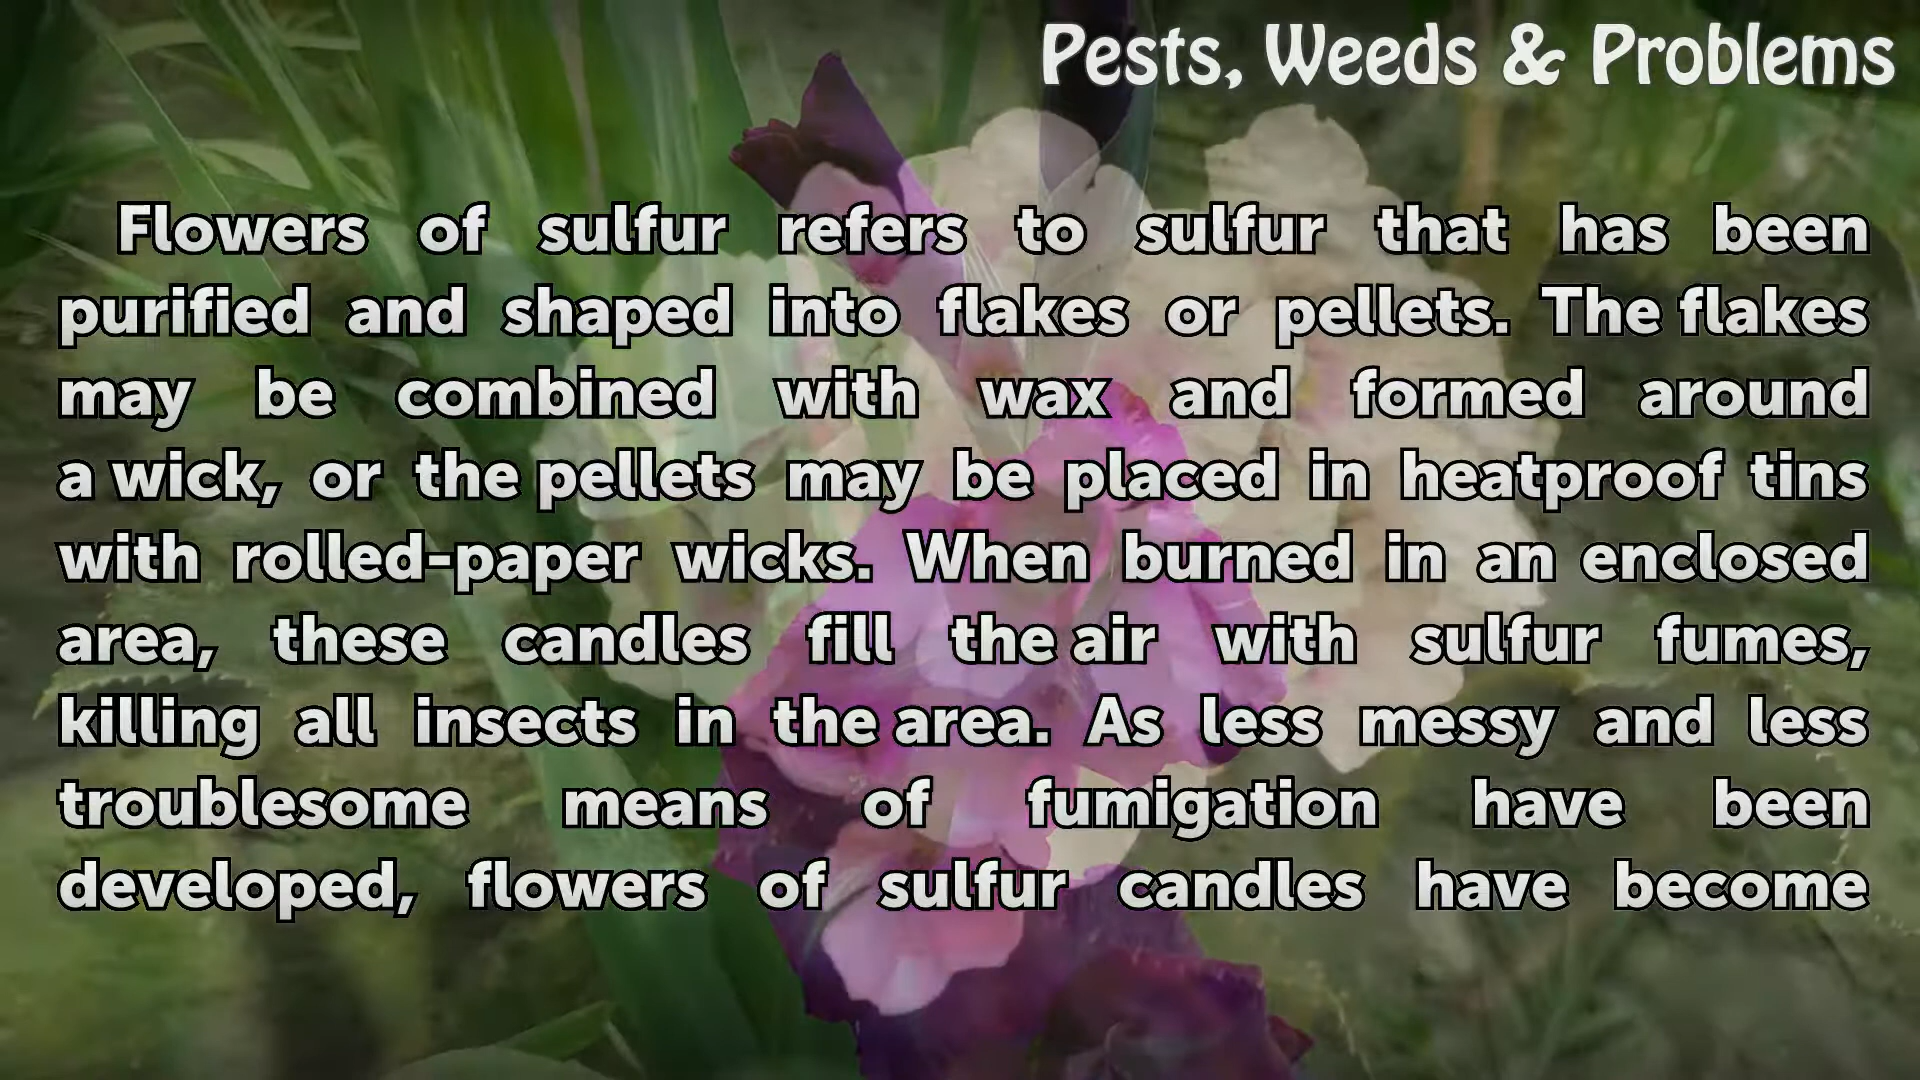 Pests, Weeds & Problems
Flowers of sulfur refers to sulfur that has been
purified and shaped into flakes or pellets. The flakes
may be combined with wax and formed around
a wick, or the pellets may be placed in heatproof tins
with rolled-paper wicks. When burned in an enclosed
area, these candles fill the air with sulfur fumes,
killing all insects in the area. As less messy and less
troublesome means of fumigation have been
developed, flowers of sulfur candles have become